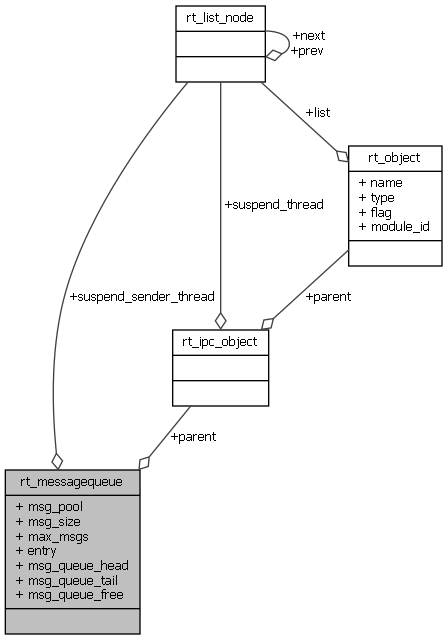 rt_list_node
+next
+prev
+list
rt_object
+ name
+ type
+ flag
+ module_id
+suspend_thread
+suspend_sender_thread
+parent
rt_ipc_object
+parent
rt_messagequeue
+ msg_pool
+ msg_size
+ max_msgs
+ entry
+ msg_queue_head
+ msg_queue_tail
+ msg_queue_free